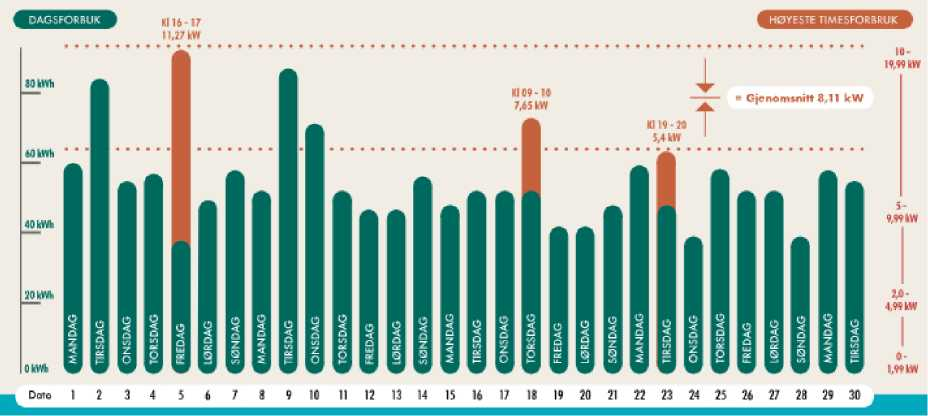 DAGSFORBUK
HØYESTE TIMESFORBRUK
Kl 16 - 17
11,27 kW
Kl 09 - 10
7,65 kW
Kl 19 - 20
5,4 kW
= Gjenomsnitt 8,11 kW
80 kWh
60 kWh
40 kWh
20 kWh
0 kWh
10 -
19,99 kW
5 -
9,99 kW
2,0 -
4,99 kW
0 -
1,99 kW
MANDAG
TIRSDAG
ONSDAG
TORSDAG
FREDAG
LØRDAG
SØNDAG
MANDAG
TIRSDAG
ONSDAG
TORSDAG
FREDAG
LØRDAG
SØNDAG
MANDAG
TIRSDAG
ONSDAG
TORSDAG
FREDAG
LØRDAG
SØNDAG
MANDAG
TIRSDAG
ONSDAG
TORSDAG
FREDAG
LØRDAG
SØNDAG
MANDAG
TIRSDAG
Dato 1 2 3 4 5 6 7 8 9 10 11 12 13 14 15 16 17 18 19 20 21 22 23 24 25 26 27 28 29 30